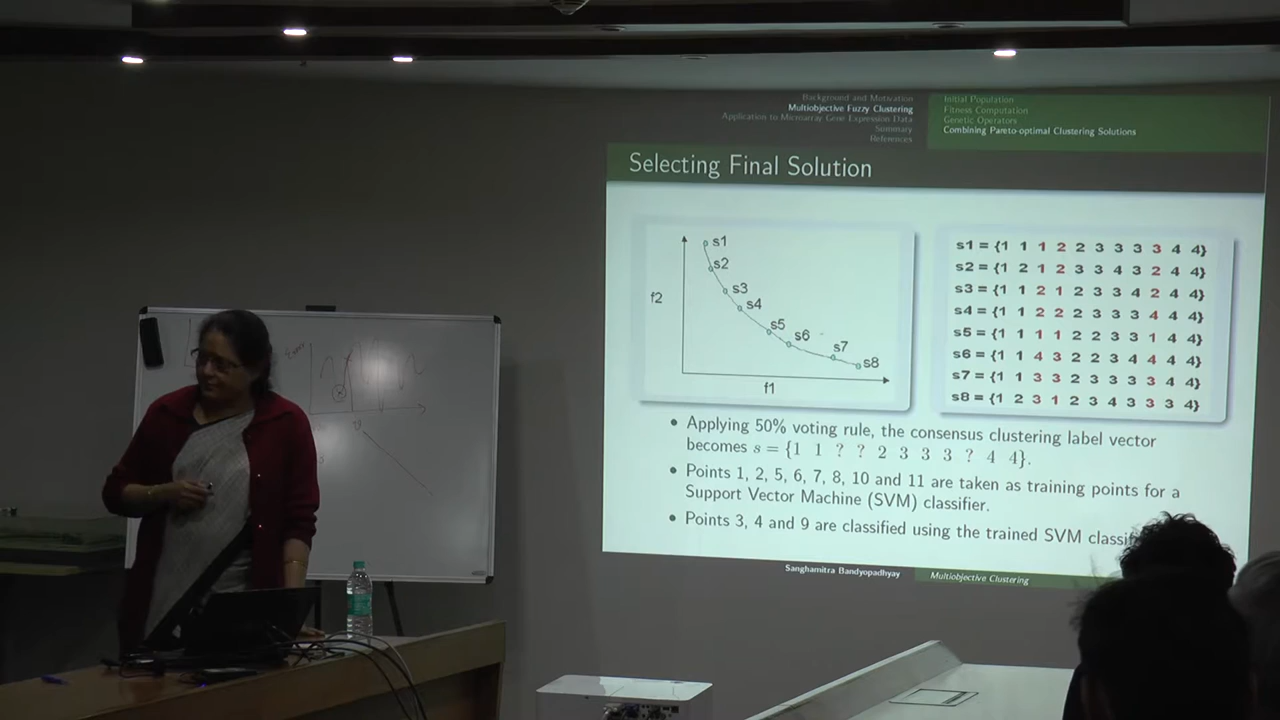 Background and Motivation
Multiobjective Fuzzy Clustering
Application to Microarray Gene Expression Data
Summary
References
Initial Population
Fitness Computation
Genetic Operators
Combining Pareto-optimal Clustering Solutions
Selecting Final Solution
f2
s1
s2
s3
s4
s5
s6
s7
s8
f1
s1 = {1 1 1 2 2 3 3 3 3 4 4}
s2 = {1 2 1 2 3 3 4 3 2 4 4}
s3 = {1 1 2 1 2 3 3 4 2 4 4}
s4 = {1 1 2 2 2 3 3 3 4 4 4}
s5 = {1 1 1 1 2 2 3 3 1 4 4}
s6 = {1 1 4 3 2 2 3 4 4 4 4}
s7 = {1 1 3 3 2 3 3 3 3 4 4}
s8 = {1 2 3 1 2 3 4 3 3 3 4}
• Applying 50% voting rule, the consensus clustering label vector
becomes s = {1 1 ? ? 2 3 3 3 ? 4 4}.
• Points 1, 2, 5, 6, 7, 8, 10 and 11 are taken as training points for a
Support Vector Machine (SVM) classifier.
• Points 3, 4 and 9 are classified using the trained SVM
Sanghamitra Bandyopadhyay
Multiobjective Clustering